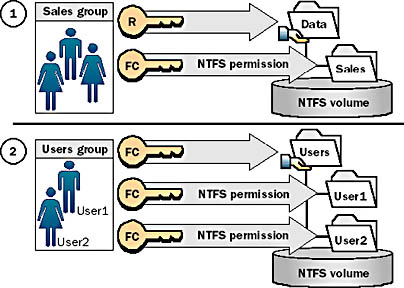 1
Sales group
R
Data
FC
NTFS permission
Sales
NTFS volume
2
Users group
User1
User2
FC
Users
FC
NTFS permission
User1
FC
NTFS permission
User2
NTFS volume